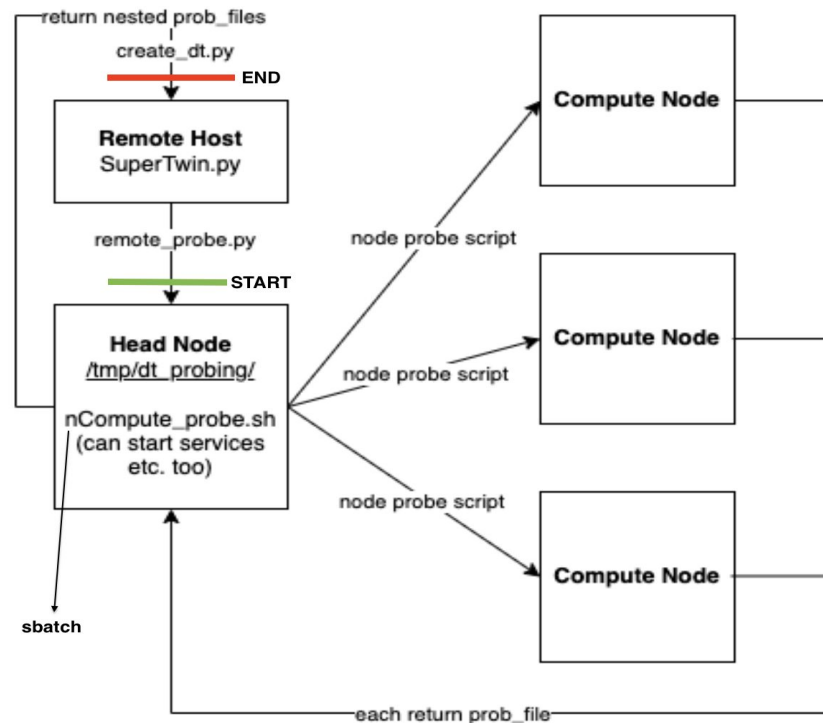 return nested prob_files
create_dt.py
END
Remote Host
SuperTwin.py
remote_probe.py
START
Head Node
/tmp/dt_probing/
nCompute_probe.sh
(can start services
etc. too)
sbatch
node probe script
node probe script
node probe script
Compute Node
Compute Node
Compute Node
each return prob_file